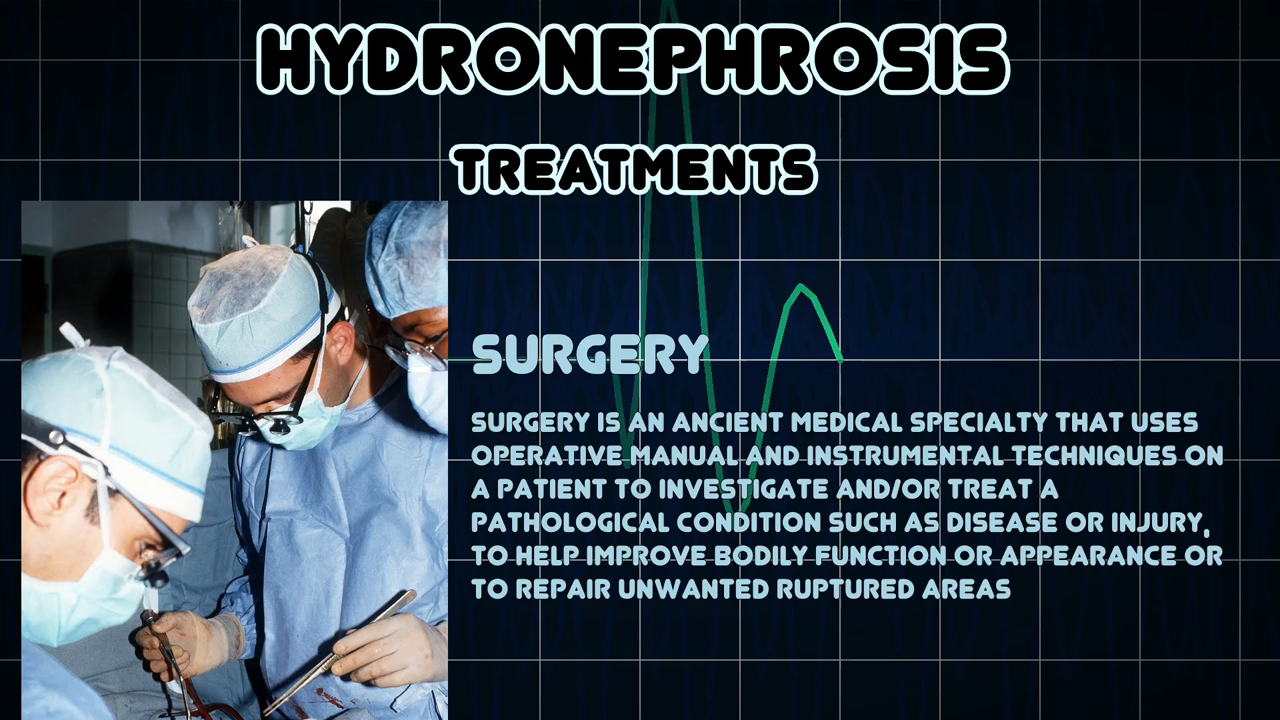 HYDRONEPHROSIS
TREATMENTS
SURGERY
SURGERY IS AN ANCIENT MEDICAL SPECIALTY THAT USES
OPERATIVE MANUAL AND INSTRUMENTAL TECHNIQUES ON
A PATIENT TO INVESTIGATE AND/OR TREAT A
PATHOLOGICAL CONDITION SUCH AS DISEASE OR INJURY,
TO HELP IMPROVE BODILY FUNCTION OR APPEARANCE OR
TO REPAIR UNWANTED RUPTURED AREAS